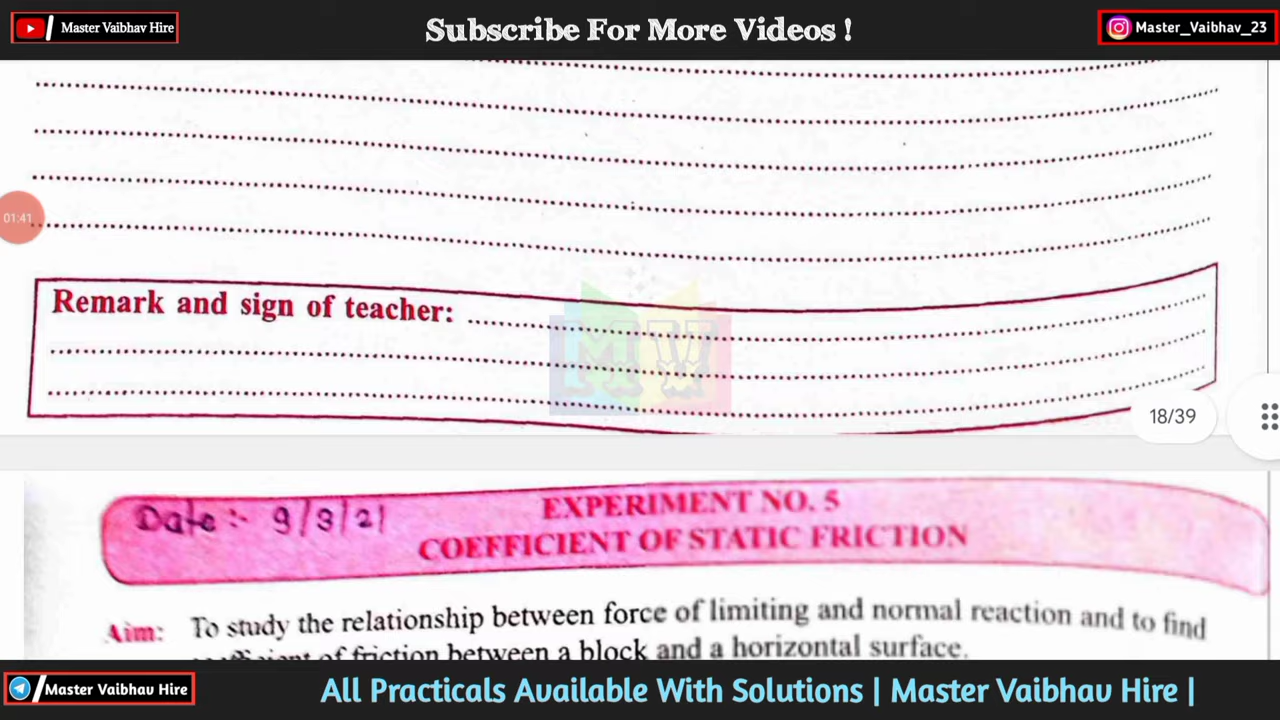 Master Vaibhav Hire
Subscribe For More Videos !
Master_Vaibhav_23
01:41
Remark and sign of teacher:
MV
18/39
Date :- 9/3/21
EXPERIMENT NO. 5
COEFFICIENT OF STATIC FRICTION
Aim: To study the relationship between force of limiting and normal reaction and to find
coefficient of friction between a block and a horizontal surface.
Master Vaibhav Hire
All Practicals Available With Solutions | Master Vaibhav Hire |